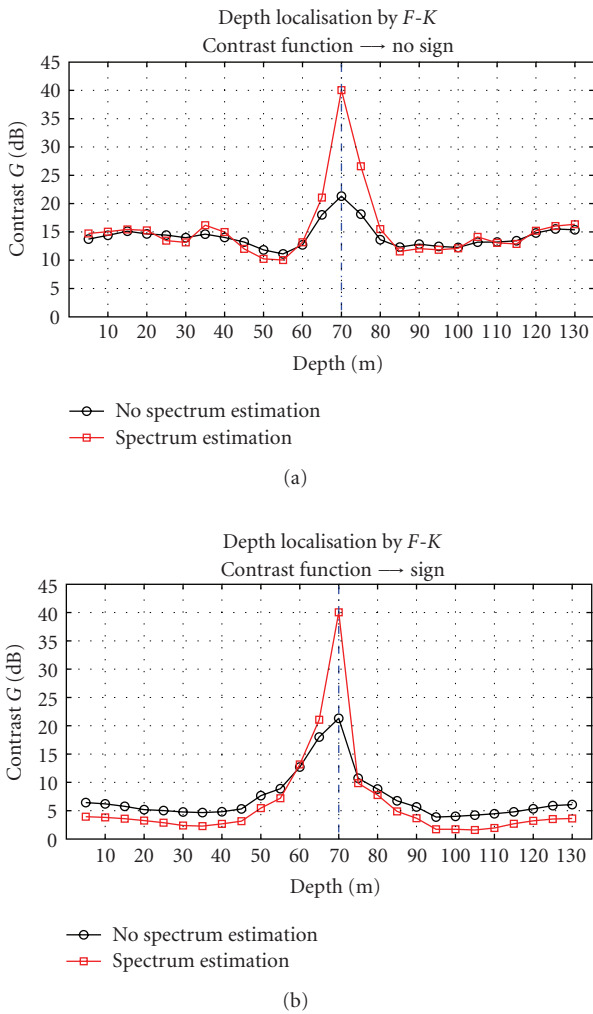 Depth localisation by F-K
Contrast function → no sign
45
40
35
30
25
20
15
10
5
0
Contrast G (dB)
10 20 30 40 50 60 70 80 90 100 110 120 130
Depth (m)
No spectrum estimation
Spectrum estimation
(a)
Depth localisation by F-K
Contrast function → sign
45
40
35
30
25
20
15
10
5
0
Contrast G (dB)
10 20 30 40 50 60 70 80 90 100 110 120 130
Depth (m)
No spectrum estimation
Spectrum estimation
(b)